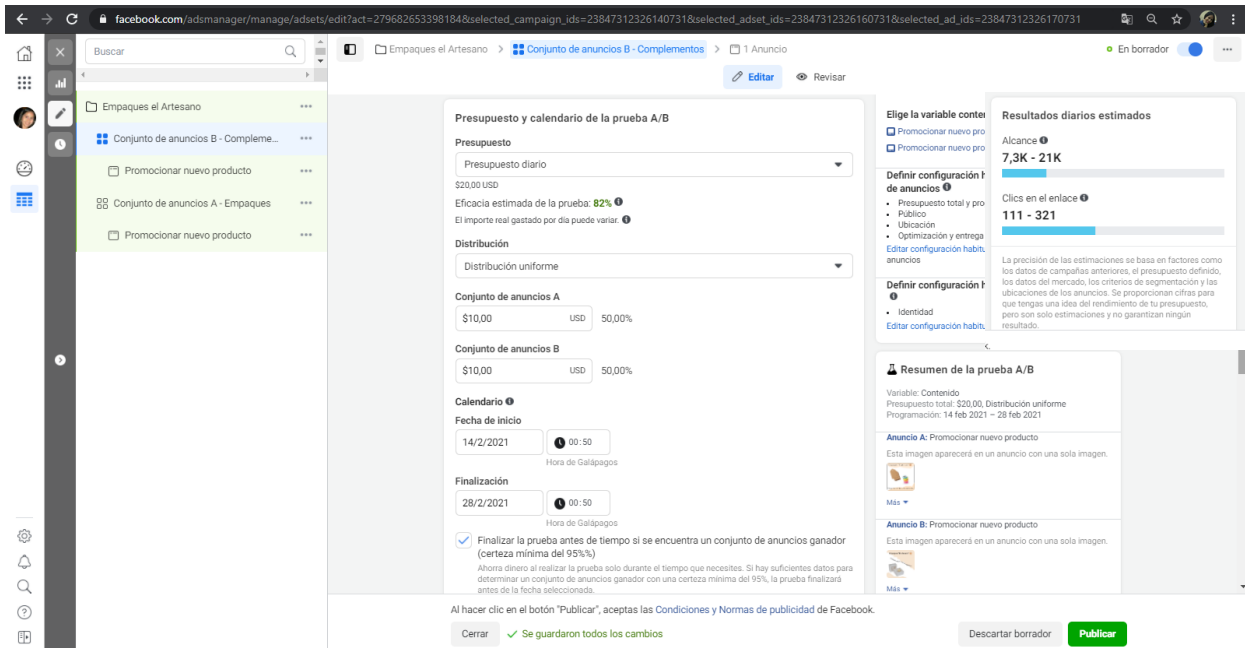 facebook.com/adsmanager/manage/adsets/edit?act=279682653398184&selected_campaign_ids=23847312326140731&selected_adset_ids=23847312326160731&selected_ad_ids=23847312326170731
Buscar
Empaques el Artesano > Conjunto de anuncios B - Complementos > 1 Anuncio
En borrador
Editar
Revisar
Empaques el Artesano
Conjunto de anuncios B - Compleme...
Promocionar nuevo producto
Conjunto de anuncios A - Empaques
Promocionar nuevo producto
Presupuesto y calendario de la prueba A/B
Presupuesto
Presupuesto diario
$20,00 USD
Eficacia estimada de la prueba: 82%
El importe real gastado por día puede variar.
Distribución
Distribución uniforme
Conjunto de anuncios A
$10,00 USD 50,00%
Conjunto de anuncios B
$10,00 USD 50,00%
Calendario
Fecha de inicio
14/2/2021 00:50
Hora de Galápagos
Finalización
28/2/2021 00:50
Hora de Galápagos
Finalizar la prueba antes de tiempo si se encuentra un conjunto de anuncios ganador
(certeza mínima del 95%%)
Ahorra dinero al realizar la prueba solo durante el tiempo que necesites. Si hay suficientes datos para
determinar un conjunto de anuncios ganador con una certeza mínima del 95%, la prueba finalizará
antes de la fecha seleccionada.
Elige la variable conter
Promocionar nuevo pro
Promocionar nuevo pro
Definir configuración h
de anuncios
Presupuesto total y pro
Público
Ubicación
Optimización y entrega
Editar configuración habitu
anuncios
Definir configuración h
Identidad
Editar configuración habitu
Resultados diarios estimados
Alcance
7,3K - 21K
Clics en el enlace
111 - 321
La precisión de las estimaciones se basa en factores como
los datos de campañas anteriores, el presupuesto definido,
los datos del mercado, los criterios de segmentación y las
ubicaciones de los anuncios. Se proporcionan cifras para
que tengas una idea del rendimiento de tu presupuesto,
pero son solo estimaciones y no garantizan ningún
resultado.
Resumen de la prueba A/B
Variable: Contenido
Presupuesto total: $20,00, Distribución uniforme
Programación: 14 feb 2021 – 28 feb 2021
Anuncio A: Promocionar nuevo producto
Esta imagen aparecerá en un anuncio con una sola imagen.
Más
Anuncio B: Promocionar nuevo producto
Esta imagen aparecerá en un anuncio con una sola imagen.
Más
Al hacer clic en el botón "Publicar", aceptas las Condiciones y Normas de publicidad de Facebook.
Cerrar
Se guardaron todos los cambios
Descartar borrador
Publicar